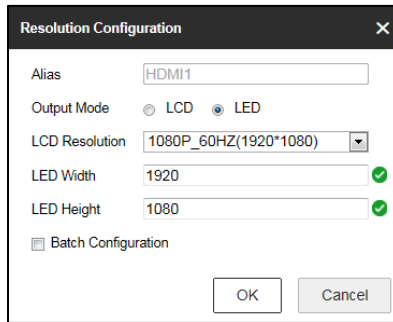 Resolution Configuration
Alias HDMI1
Output Mode LCD LED
LCD Resolution 1080P_60HZ(1920*1080)
LED Width 1920
LED Height 1080
Batch Configuration
OK Cancel